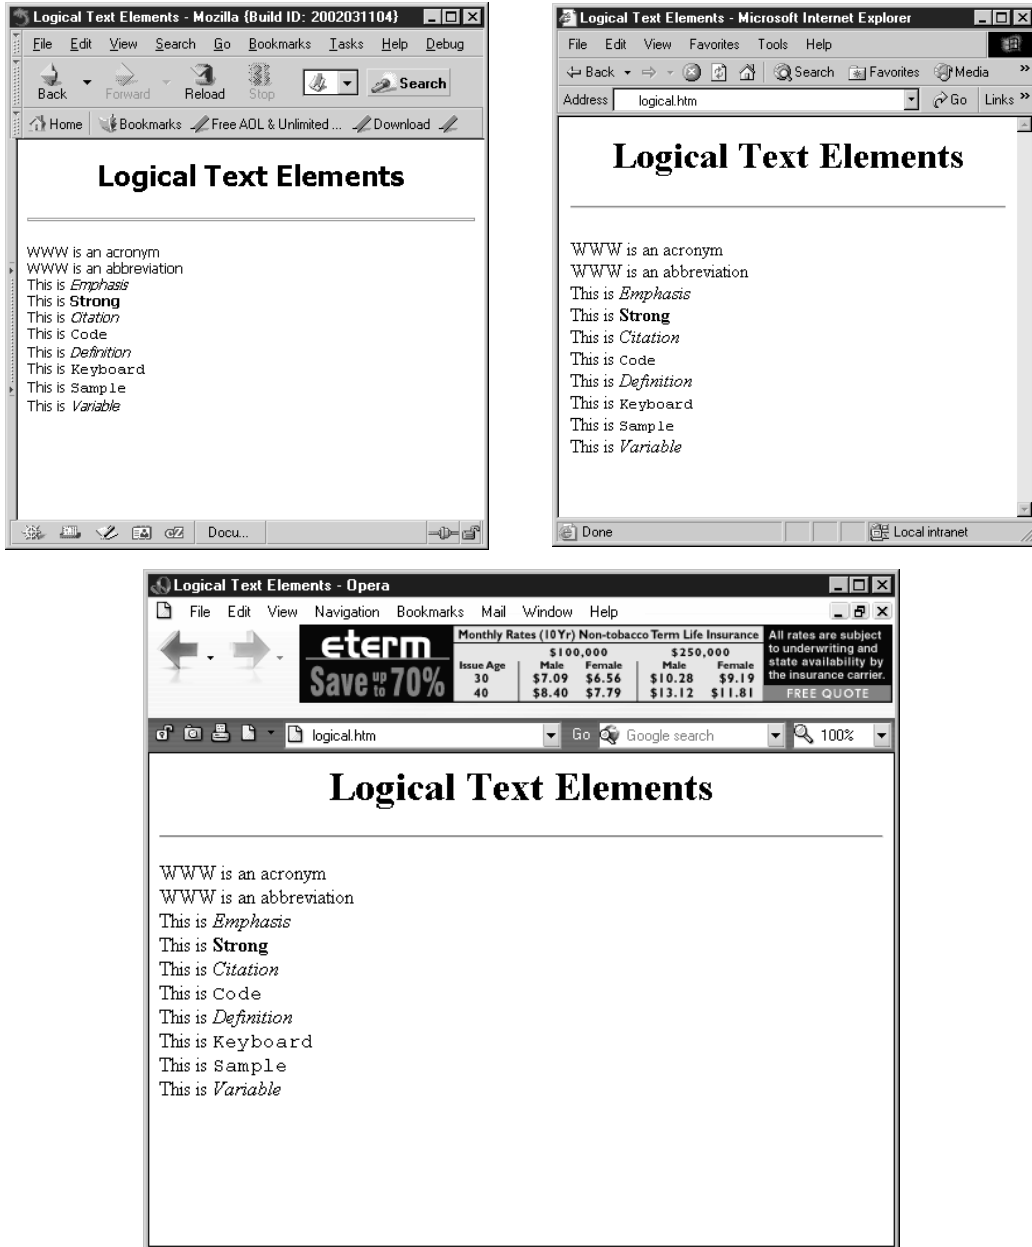 Logical Text Elements - Mozilla {Build ID: 2002031104}
File Edit View Search Go Bookmarks Tasks Help Debug
Back Forward Reload Stop Search
Home Bookmarks Free AOL & Unlimited ... Download
Logical Text Elements
WWW is an acronym
WWW is an abbreviation
This is Emphasis
This is Strong
This is Citation
This is Code
This is Definition
This is Keyboard
This is Sample
This is Variable
Docu...
Logical Text Elements - Microsoft Internet Explorer
File Edit View Favorites Tools Help
Back Search Favorites Media »
Address logical.htm Go Links »
Logical Text Elements
WWW is an acronym
WWW is an abbreviation
This is Emphasis
This is Strong
This is Citation
This is Code
This is Definition
This is Keyboard
This is Sample
This is Variable
Done Local intranet
Logical Text Elements - Opera
File Edit View Navigation Bookmarks Mail Window Help
eterm
Save up to 70%
Monthly Rates (10Yr) Non-tobacco Term Life Insurance
$100,000 $250,000
Issue Age Male Female Male Female
30 $7.09 $6.56 $10.28 $9.19
40 $8.40 $7.79 $13.12 $11.81
All rates are subject
to underwriting and
state availability by
the insurance carrier.
FREE QUOTE
logical.htm Go Google search 100%
Logical Text Elements
WWW is an acronym
WWW is an abbreviation
This is Emphasis
This is Strong
This is Citation
This is Code
This is Definition
This is Keyboard
This is Sample
This is Variable